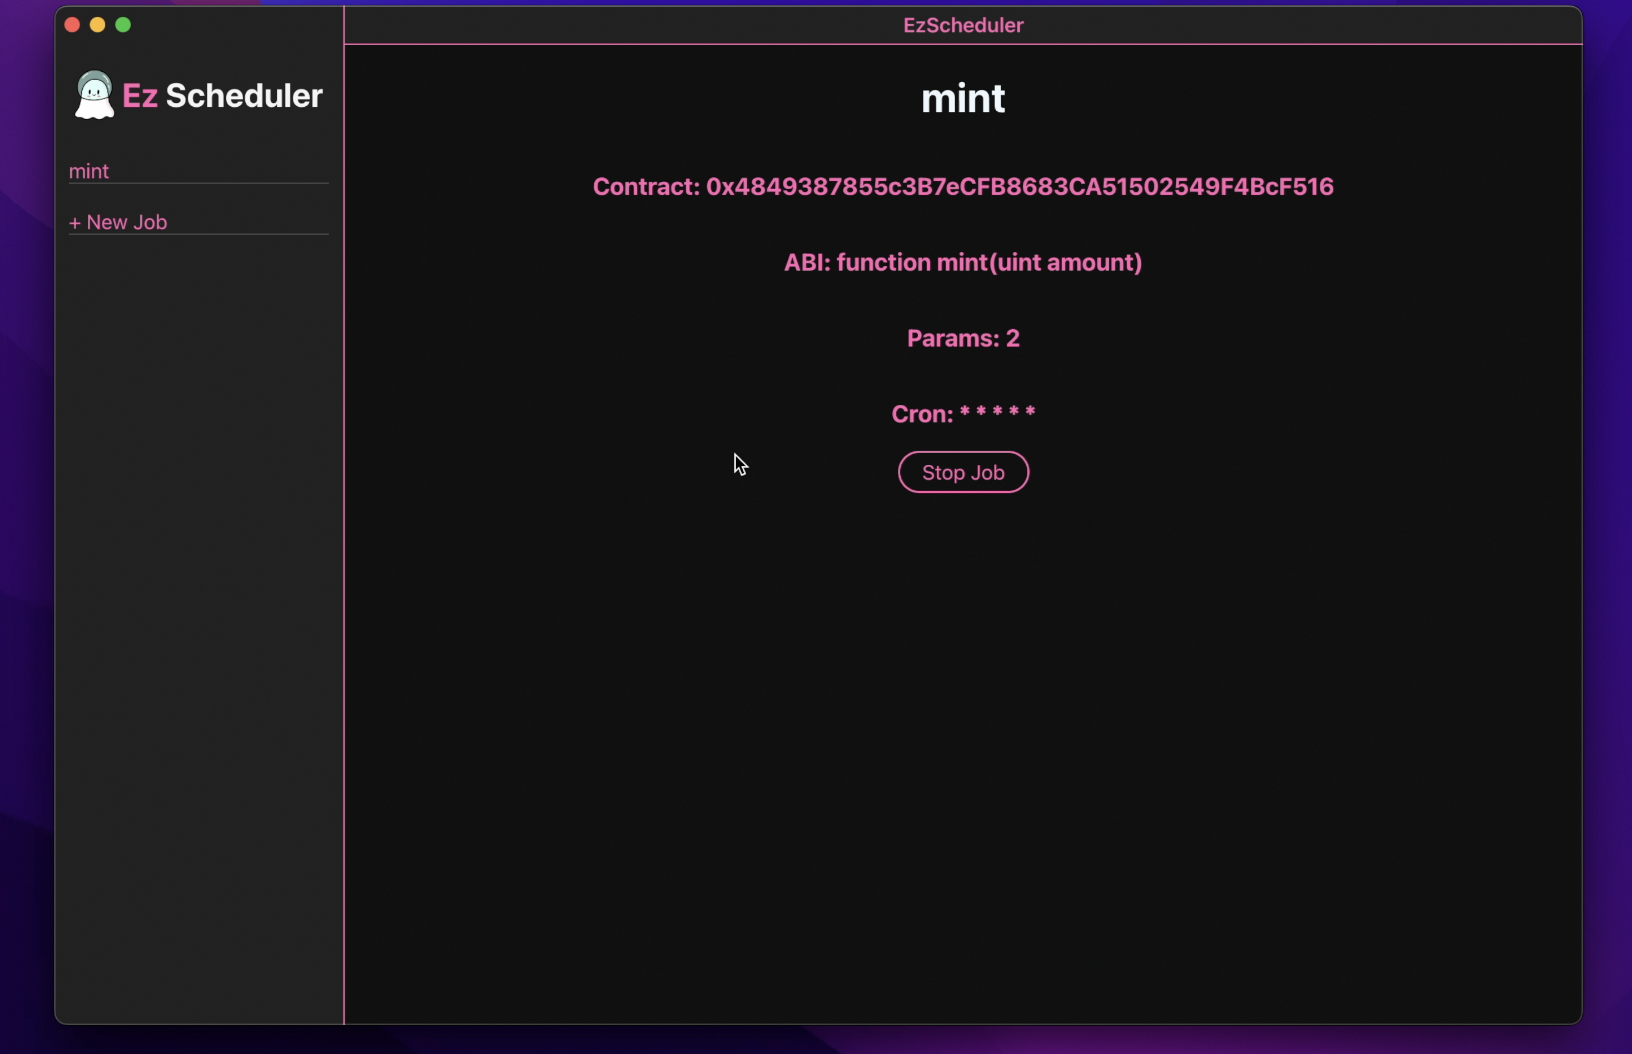 EzScheduler
Ez Scheduler
mint
+ New Job
mint
Contract: 0x4849387855c3B7eCFB8683CA51502549F4BcF516
ABI: function mint(uint amount)
Params: 2
Cron: * * * * *
Stop Job